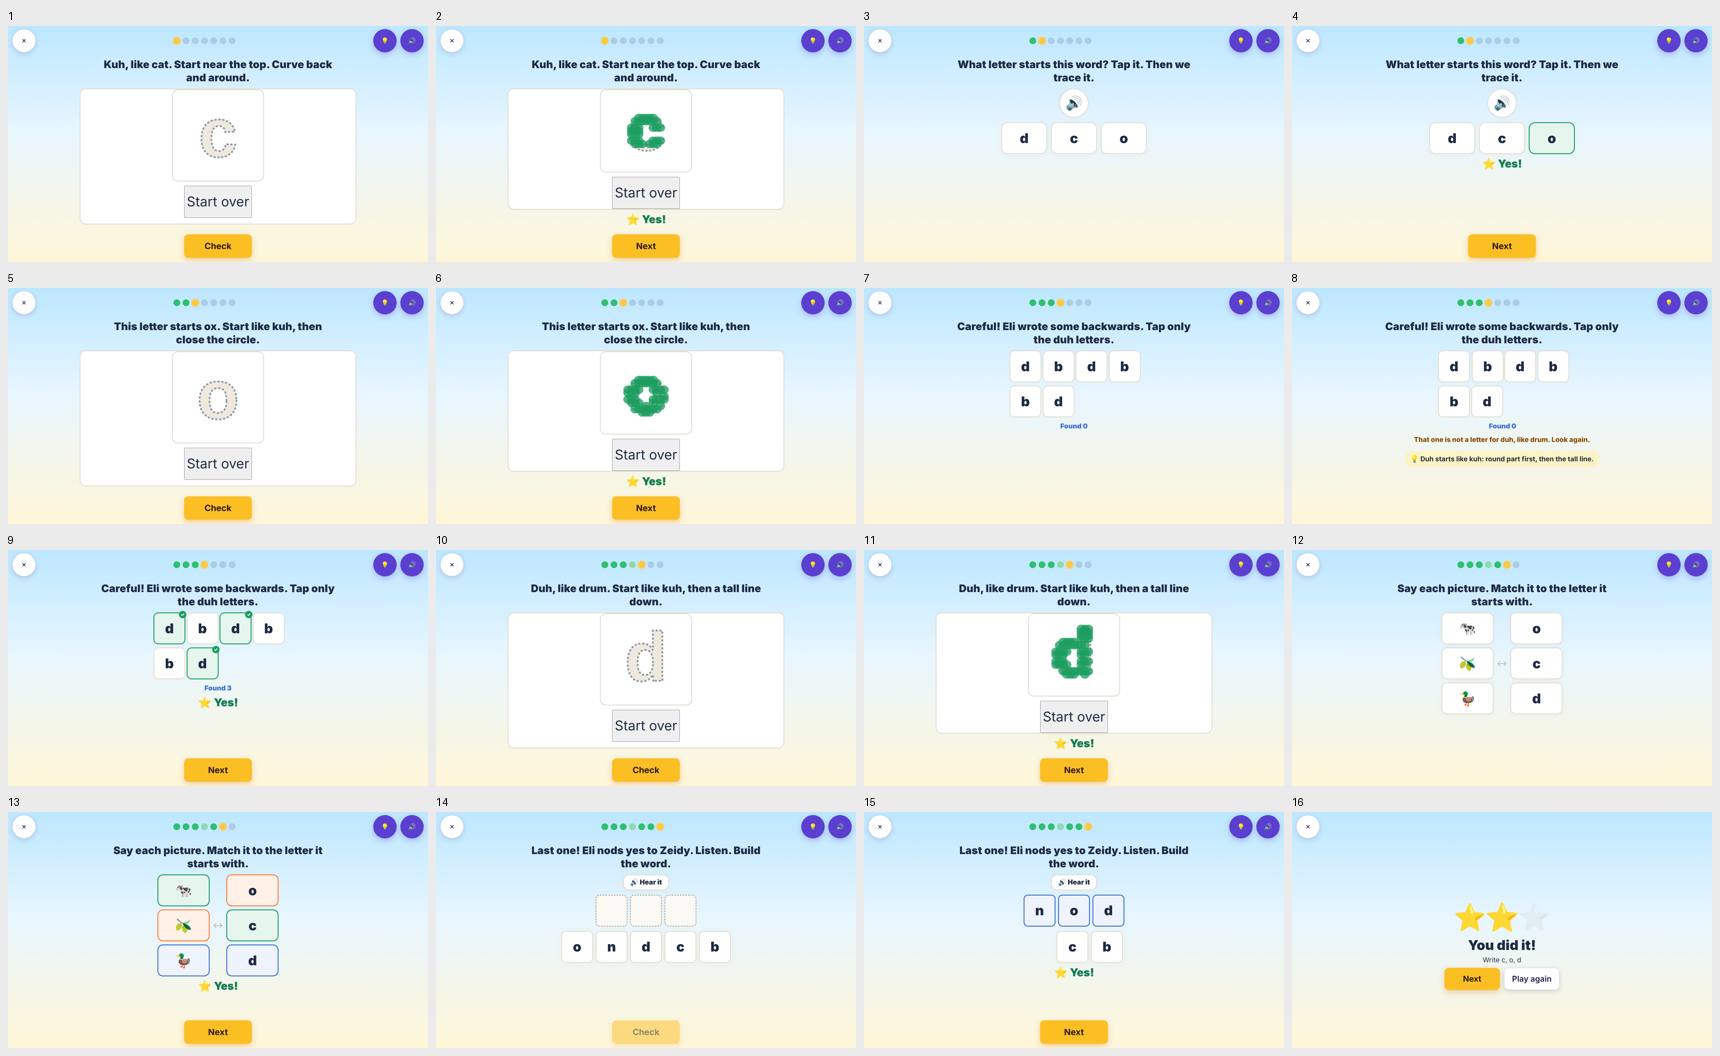 1
×
Kuh, like cat. Start near the top. Curve back
and around.
c
Start over
Check
2
×
Kuh, like cat. Start near the top. Curve back
and around.
c
Start over
⭐ Yes!
Next
3
×
What letter starts this word? Tap it. Then we
trace it.
d c o
4
×
What letter starts this word? Tap it. Then we
trace it.
d c o
⭐ Yes!
Next
5
×
This letter starts ox. Start like kuh, then
close the circle.
o
Start over
Check
6
×
This letter starts ox. Start like kuh, then
close the circle.
o
Start over
⭐ Yes!
Next
7
×
Careful! Eli wrote some backwards. Tap only
the duh letters.
d b d b
b d
Found 0
8
×
Careful! Eli wrote some backwards. Tap only
the duh letters.
d b d b
b d
Found 0
That one is not a letter for duh, like drum. Look again.
💡 Duh starts like kuh: round part first, then the tall line.
9
×
Careful! Eli wrote some backwards. Tap only
the duh letters.
d b d b
b d
Found 3
⭐ Yes!
Next
10
×
Duh, like drum. Start like kuh, then a tall line
down.
d
Start over
Check
11
×
Duh, like drum. Start like kuh, then a tall line
down.
d
Start over
⭐ Yes!
Next
12
×
Say each picture. Match it to the letter it
starts with.
o
↔ c
d
13
×
Say each picture. Match it to the letter it
starts with.
o
↔ c
d
⭐ Yes!
Next
14
×
Last one! Eli nods yes to Zeidy. Listen. Build
the word.
🔊 Hear it
o n d c b
Check
15
×
Last one! Eli nods yes to Zeidy. Listen. Build
the word.
🔊 Hear it
n o d
c b
⭐ Yes!
Next
16
×
You did it!
Write c, o, d
Next Play again